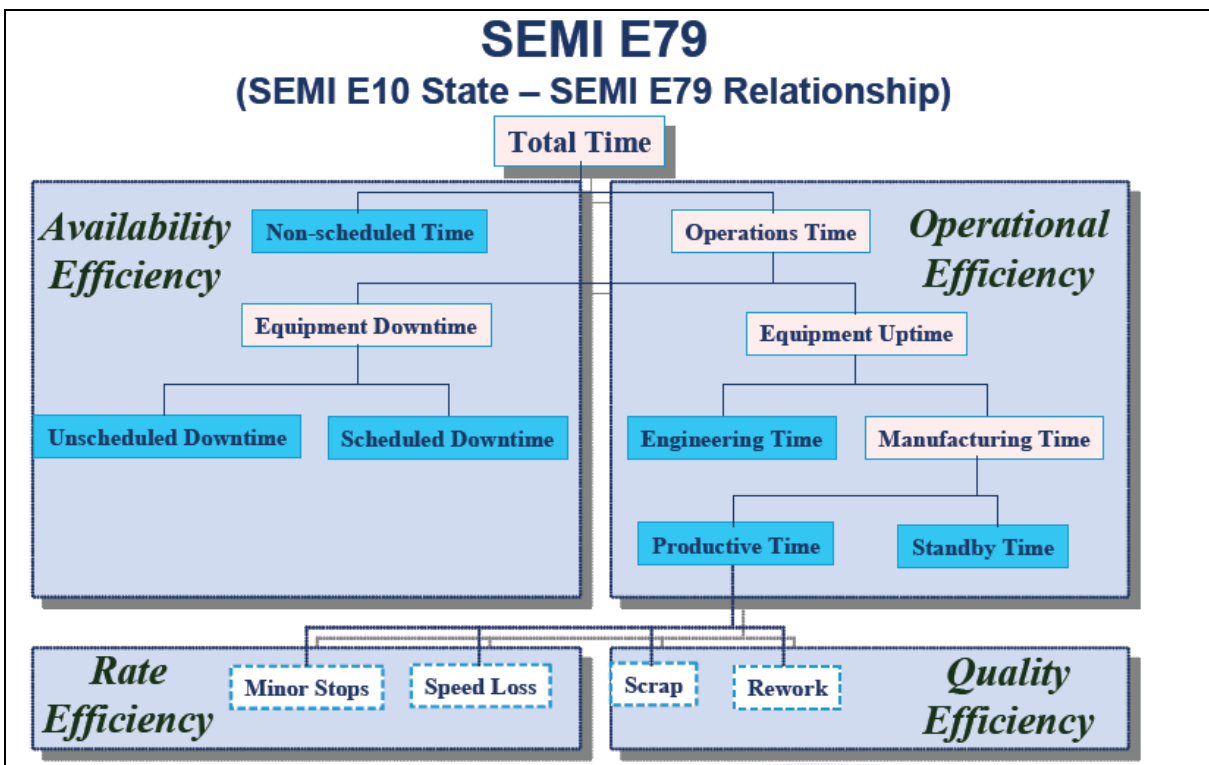 SEMI E79
(SEMI E10 State – SEMI E79 Relationship)
Total Time
Availability
Efficiency
Non-scheduled Time
Operations Time
Operational
Efficiency
Equipment Downtime
Equipment Uptime
Unscheduled Downtime
Scheduled Downtime
Engineering Time
Manufacturing Time
Productive Time
Standby Time
Rate
Efficiency
Minor Stops
Speed Loss
Scrap
Rework
Quality
Efficiency